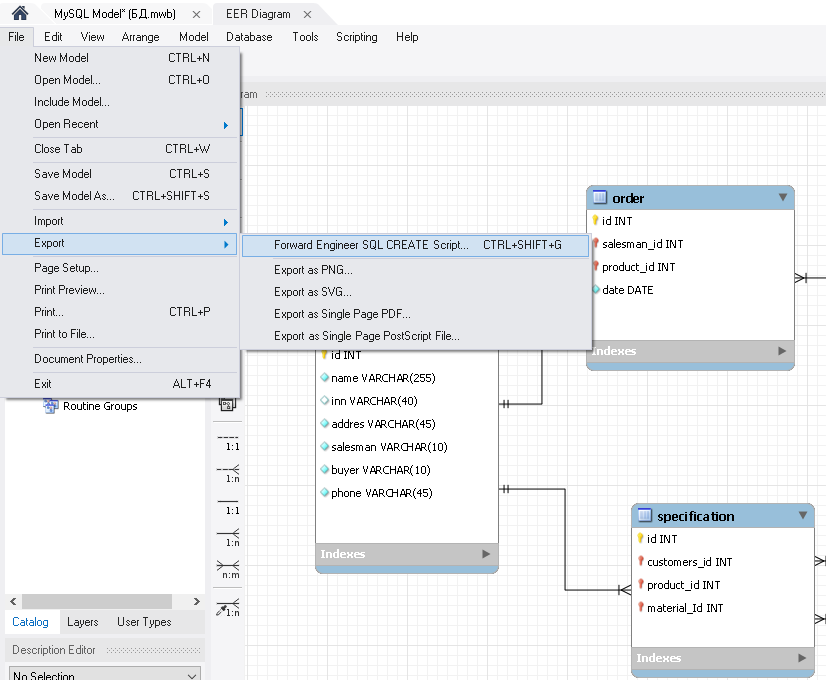 MySQL Model* (БД.mwb) × EER Diagram ×
File Edit View Arrange Model Database Tools Scripting Help
New Model CTRL+N
Open Model... CTRL+O
Include Model...
Open Recent
Close Tab CTRL+W
Save Model CTRL+S
Save Model As... CTRL+SHIFT+S
Import
Export
Page Setup...
Print Preview...
Print... CTRL+P
Print to File...
Document Properties...
Exit ALT+F4
Forward Engineer SQL CREATE Script... CTRL+SHIFT+G
Export as PNG...
Export as SVG...
Export as Single Page PDF...
Export as Single Page PostScript File...
ram
order
id INT
salesman_id INT
product_id INT
date DATE
Indexes
id INT
name VARCHAR(255)
inn VARCHAR(40)
addres VARCHAR(45)
salesman VARCHAR(10)
buyer VARCHAR(10)
phone VARCHAR(45)
Indexes
specification
id INT
customers_id INT
product_id INT
material_Id INT
Indexes
Routine Groups
1:1
1:n
1:1
1:n
n:m
1:n
Catalog Layers User Types
Description Editor
No Selection